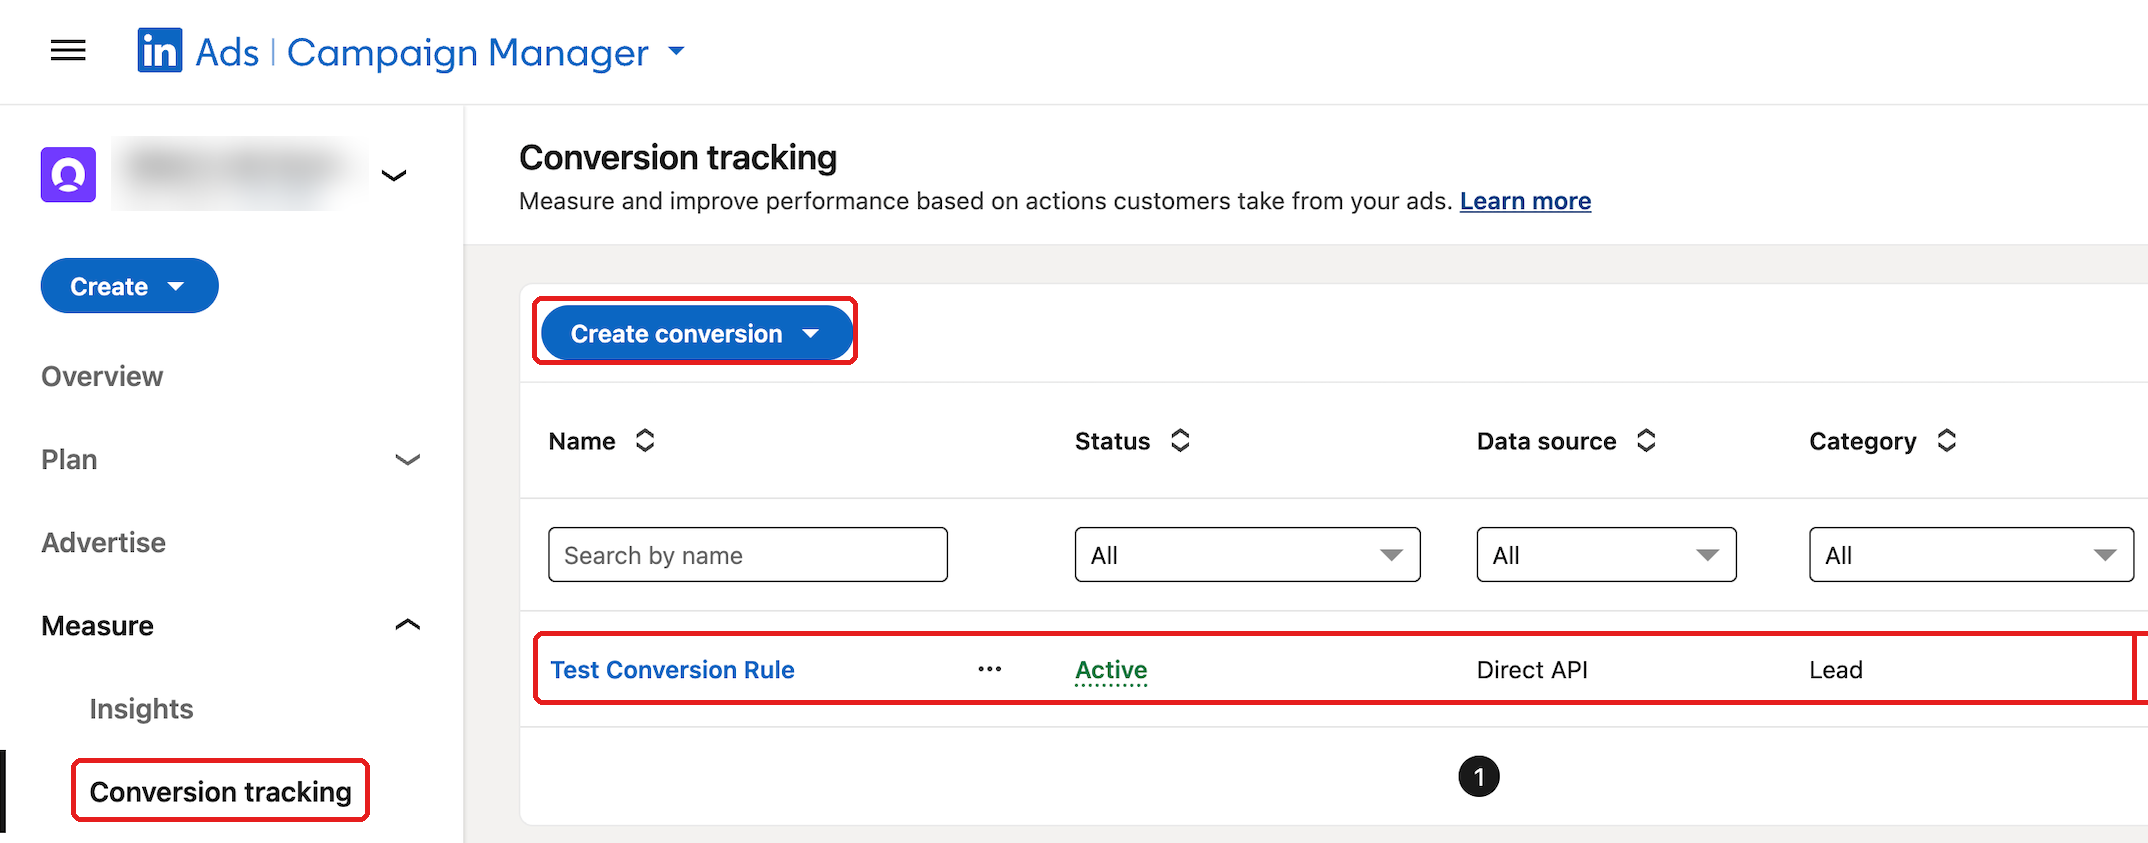 in Ads | Campaign Manager
Create
Overview
Plan
Advertise
Measure
Insights
Conversion tracking
Conversion tracking
Measure and improve performance based on actions customers take from your ads. Learn more
Create conversion
Name Status Data source Category
Search by name All All All
Test Conversion Rule ... Active Direct API Lead
1